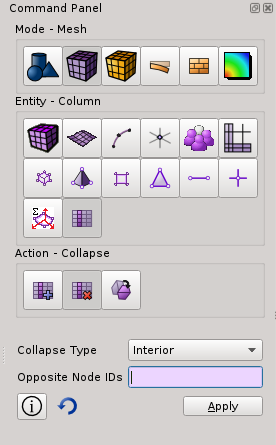 Command Panel
Mode - Mesh
Entity - Column
Σ
Action - Collapse
Collapse Type
Interior
Opposite Node IDs
Apply